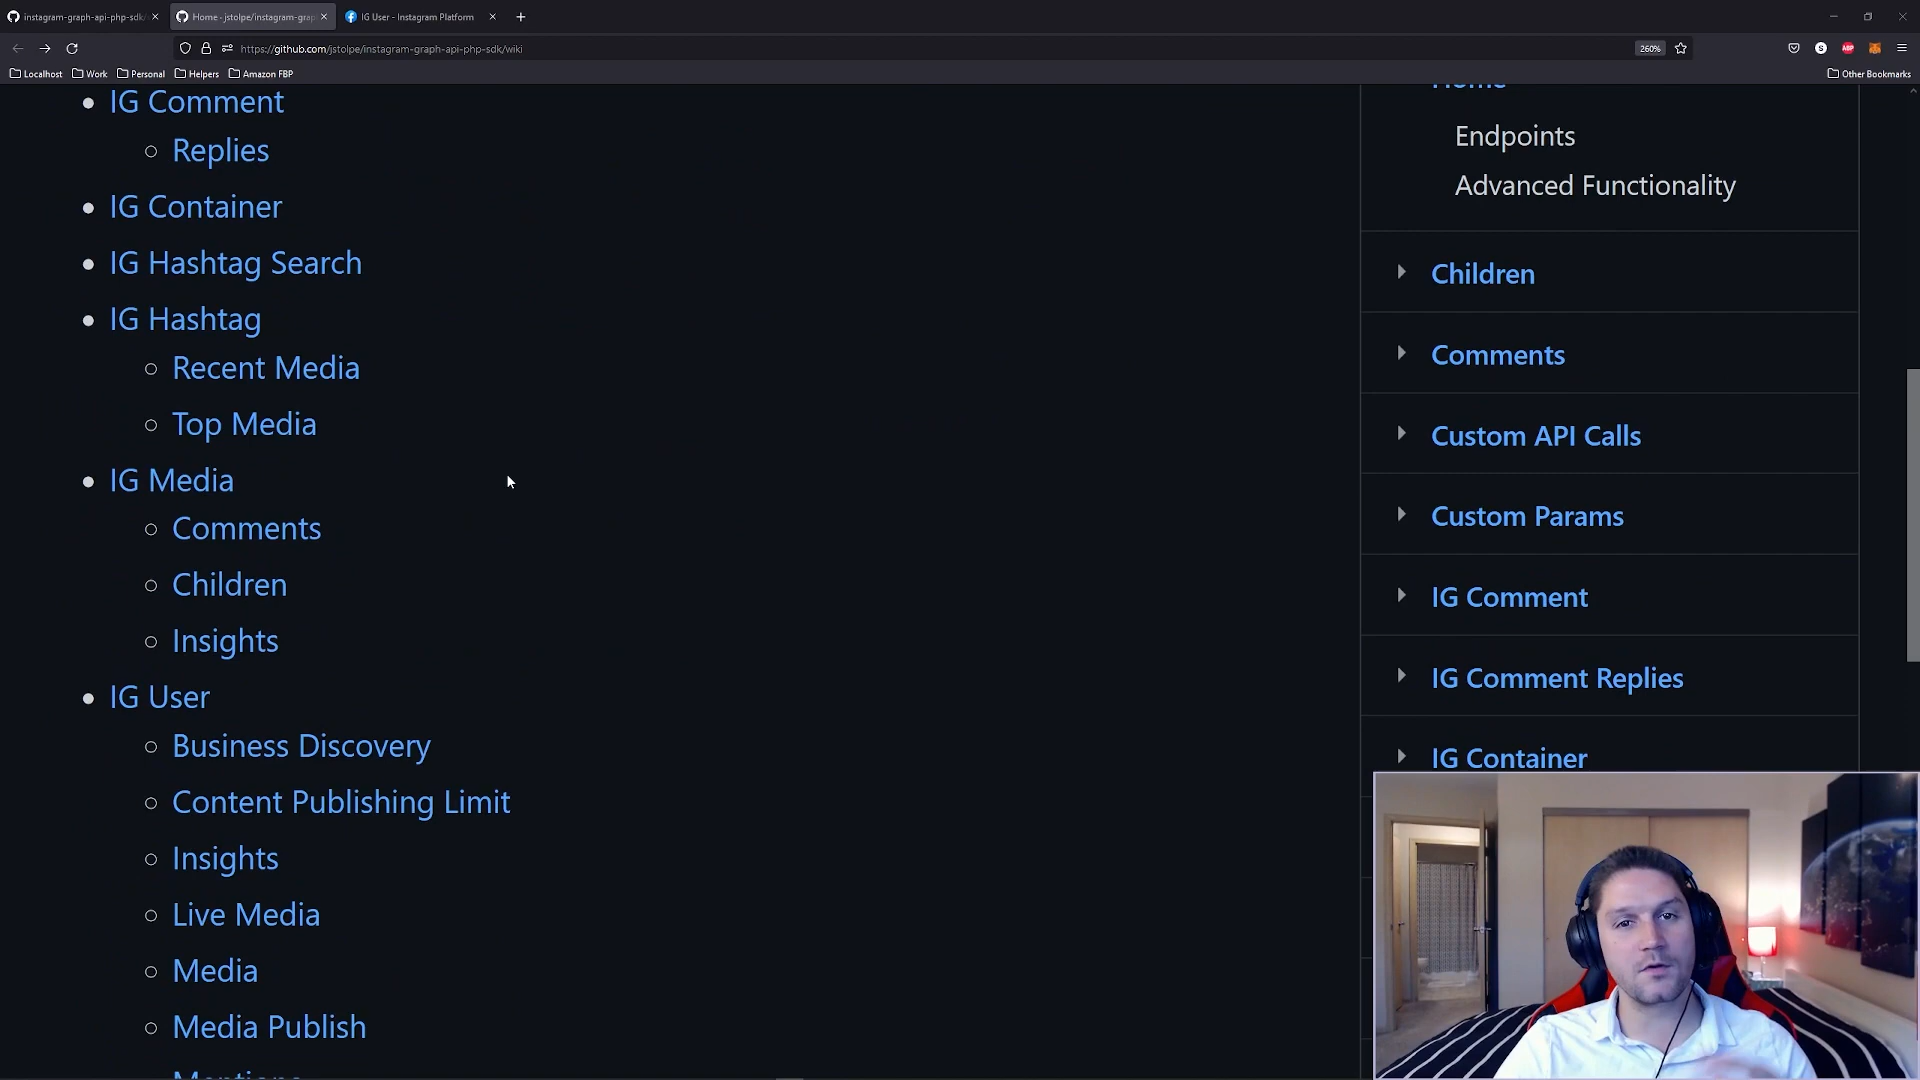 instagram-graph-api-php-sdk
Home - jstolpe/instagram-grap
IG User - Instagram Platform
https://github.com/jstolpe/instagram-graph-api-php-sdk/wiki
260%
Localhost
Work
Personal
Helpers
Amazon FBP
Other Bookmarks
IG Comment
Replies
IG Container
IG Hashtag Search
IG Hashtag
Recent Media
Top Media
IG Media
Comments
Children
Insights
IG User
Business Discovery
Content Publishing Limit
Insights
Live Media
Media
Media Publish
Mentions
Home
Endpoints
Advanced Functionality
Children
Comments
Custom API Calls
Custom Params
IG Comment
IG Comment Replies
IG Container